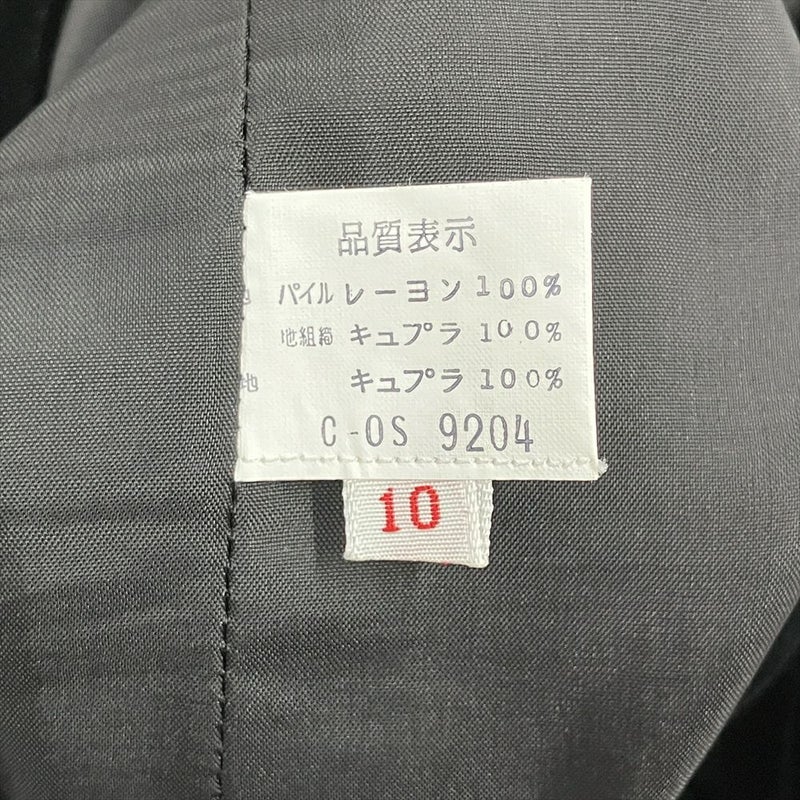 品質表示
パイル レーヨン 100%
地組織 キュプラ 100%
地 キュプラ 100%
C-OS 9204
10